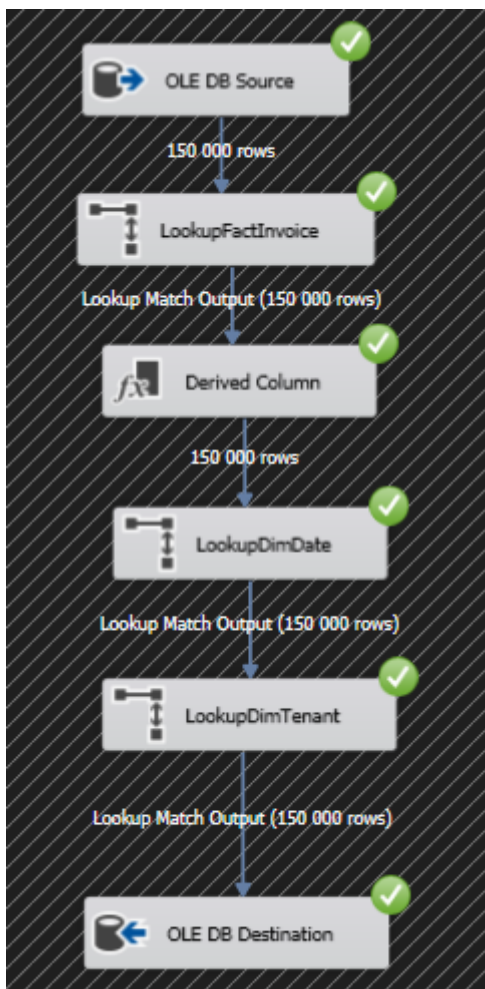 OLE DB Source
150 000 rows
LookupFactInvoice
Lookup Match Output (150 000 rows)
fx Derived Column
150 000 rows
LookupDimDate
Lookup Match Output (150 000 rows)
LookupDimTenant
Lookup Match Output (150 000 rows)
OLE DB Destination